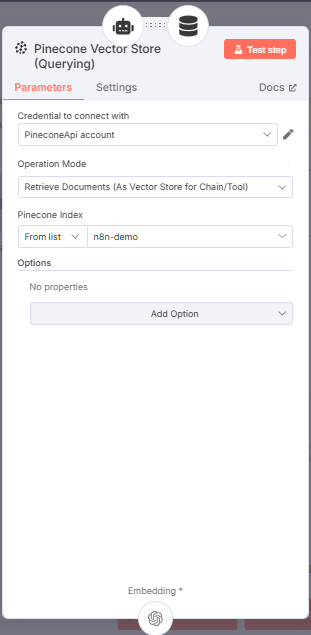 Pinecone Vector Store
(Querying)
Test step
Parameters
Settings
Docs
Credential to connect with
PineconeApi account
Operation Mode
Retrieve Documents (As Vector Store for Chain/Tool)
Pinecone Index
From list
n8n-demo
Options
No properties
Add Option
Embedding *